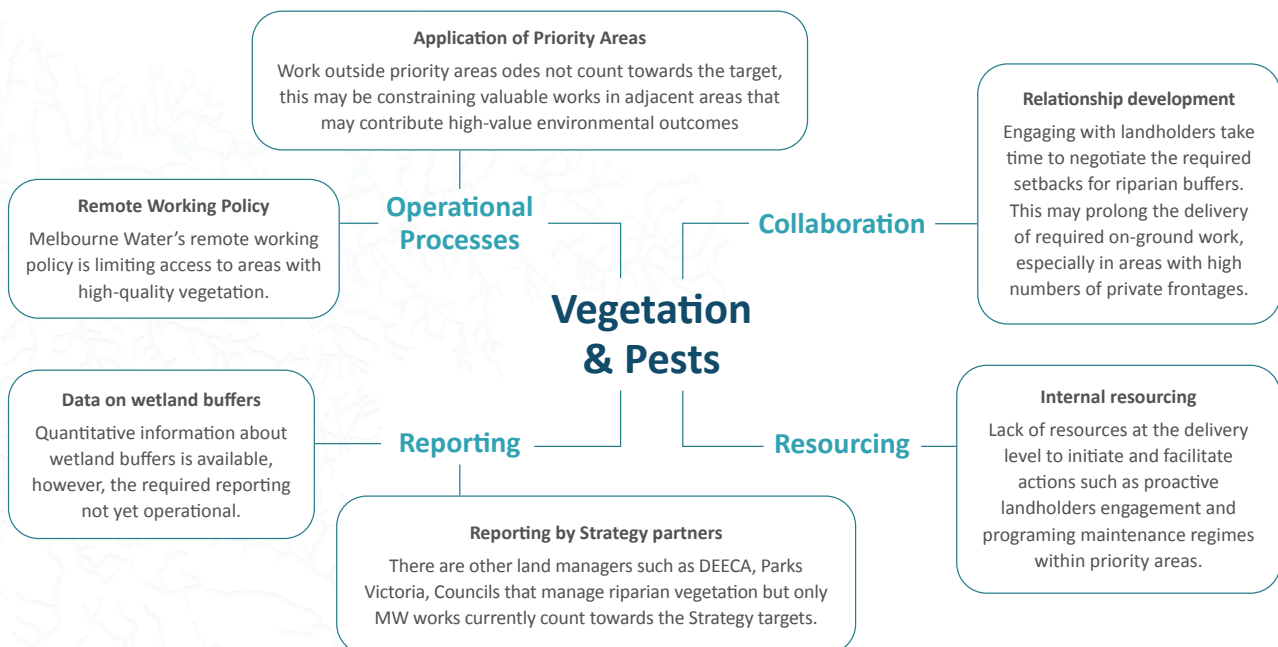 Application of Priority Areas
Work outside priority areas odes not count towards the target,
this may be constraining valuable works in adjacent areas that
may contribute high-value environmental outcomes
Relationship development
Engaging with landholders take
time to negotiate the required
setbacks for riparian buffers.
This may prolong the delivery
of required on-ground work,
especially in areas with high
numbers of private frontages.
Remote Working Policy
Melbourne Water's remote working
policy is limiting access to areas with
high-quality vegetation.
Operational
Processes
Collaboration
Vegetation
& Pests
Data on wetland buffers
Quantitative information about
wetland buffers is available,
however, the required reporting
not yet operational.
Reporting
Resourcing
Internal resourcing
Lack of resources at the delivery
level to initiate and facilitate
actions such as proactive
landholders engagement and
programing maintenance regimes
within priority areas.
Reporting by Strategy partners
There are other land managers such as DEECA, Parks
Victoria, Councils that manage riparian vegetation but only
MW works currently count towards the Strategy targets.